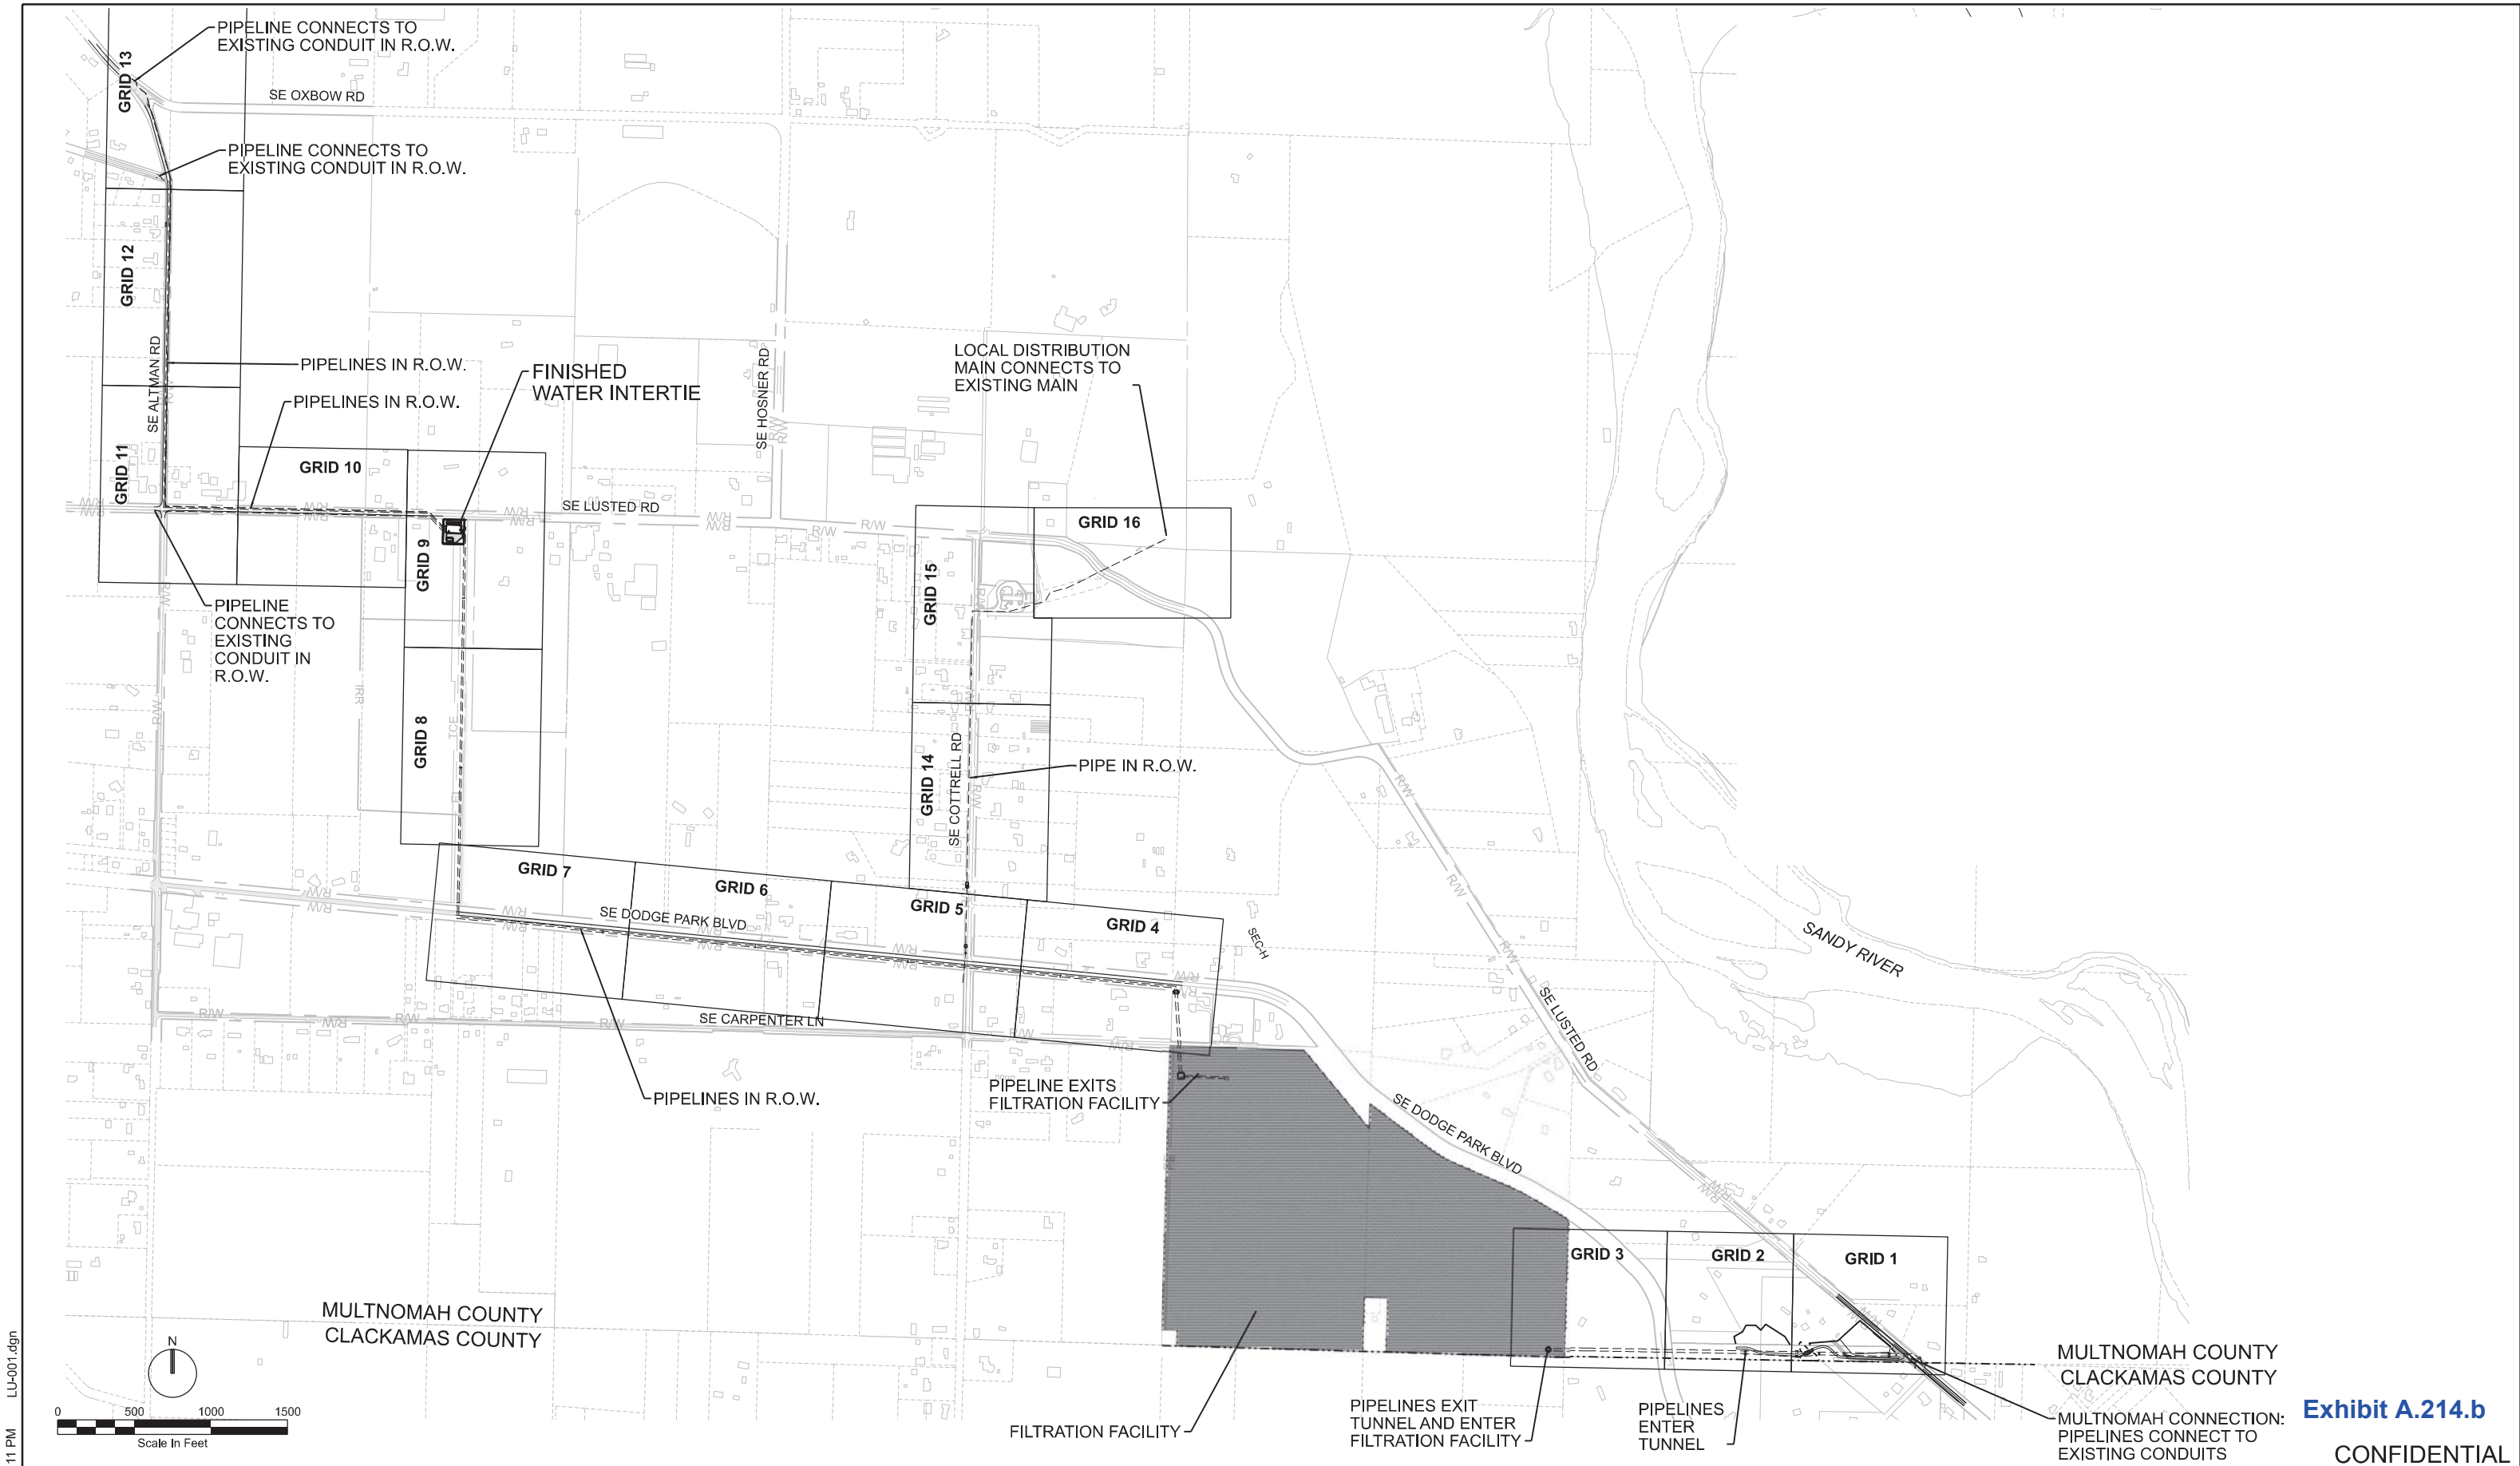 PIPELINE CONNECTS TO
EXISTING CONDUIT IN R.O.W.
GRID 13
SE OXBOW RD
PIPELINE CONNECTS TO
EXISTING CONDUIT IN R.O.W.
GRID 12
SE ALTMAN RD
R/W
PIPELINES IN R.O.W.
PIPELINES IN R.O.W.
FINISHED
WATER INTERTIE
SE HOSNER RD
R/W
R/W
LOCAL DISTRIBUTION
MAIN CONNECTS TO
EXISTING MAIN
GRID 11
GRID 10
GRID 9
SE LUSTED RD
R/W
R/W
R/W
R/W
R/W
R/W
R/W
R/W
R/W
GRID 16
GRID 15
R/W
R/W
PIPELINE
CONNECTS TO
EXISTING
CONDUIT IN
R.O.W.
IRR
R/W
GRID 8
TCE
GRID 14
SE COTTRELL RD
R/W
PIPE IN R.O.W.
R/W
R/W
GRID 7
GRID 6
GRID 5
GRID 4
SE DODGE PARK BLVD
R/W
R/W
R/W
R/W
R/W
R/W
R/W
R/W
R/W
R/W
SEC-H
R/W
SANDY RIVER
SE LUSTED RD
R/W
R/W
R/W
R/W
SE CARPENTER LN
R/W
R/W
PIPELINES IN R.O.W.
PIPELINE EXITS
FILTRATION FACILITY
SE DODGE PARK BLVD
R/W
R/W
GRID 3
GRID 2
GRID 1
R/W
MULTNOMAH COUNTY
CLACKAMAS COUNTY
N
0 500 1000 1500
Scale In Feet
FILTRATION FACILITY
PIPELINES EXIT
TUNNEL AND ENTER
FILTRATION FACILITY
PIPELINES
ENTER
TUNNEL
MULTNOMAH COUNTY
CLACKAMAS COUNTY
MULTNOMAH CONNECTION:
PIPELINES CONNECT TO
EXISTING CONDUITS
Exhibit A.214.b
CONFIDENTIAL
11 PM LU-001.dgn